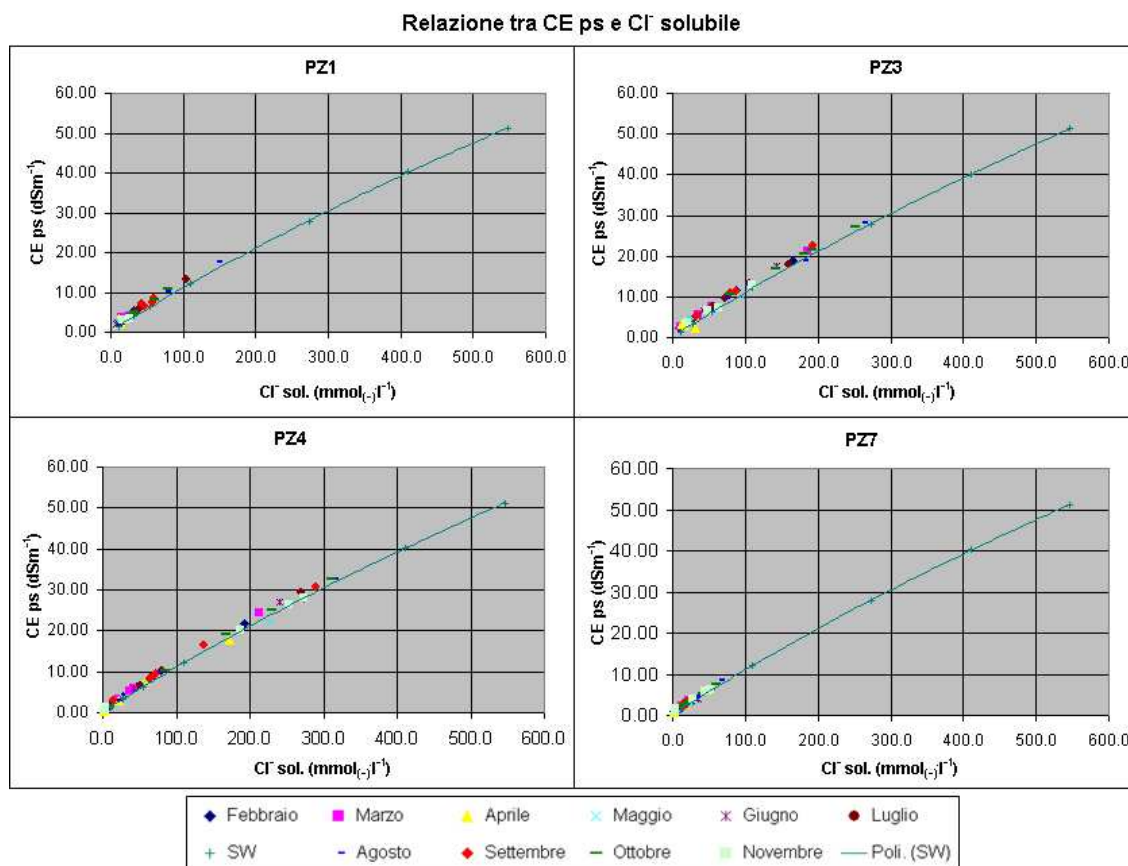 Relazione tra CE ps e Cl⁻ solubile
PZ1
CE ps (dSm⁻¹)
60.00
50.00
40.00
30.00
20.00
10.00
0.00
0.0 100.0 200.0 300.0 400.0 500.0 600.0
Cl⁻ sol. (mmol₍₋₎l⁻¹)
PZ3
CE ps (dSm⁻¹)
60.00
50.00
40.00
30.00
20.00
10.00
0.00
0.0 100.0 200.0 300.0 400.0 500.0 600.0
Cl⁻ sol. (mmol₍₋₎l⁻¹)
PZ4
CE ps (dSm⁻¹)
60.00
50.00
40.00
30.00
20.00
10.00
0.00
0.0 100.0 200.0 300.0 400.0 500.0 600.0
Cl⁻ sol. (mmol₍₋₎l⁻¹)
PZ7
CE ps (dSm⁻¹)
60.00
50.00
40.00
30.00
20.00
10.00
0.00
0.0 100.0 200.0 300.0 400.0 500.0 600.0
Cl⁻ sol. (mmol₍₋₎l⁻¹)
Febbraio Marzo Aprile Maggio Giugno Luglio
SW Agosto Settembre Ottobre Novembre Poli. (SW)